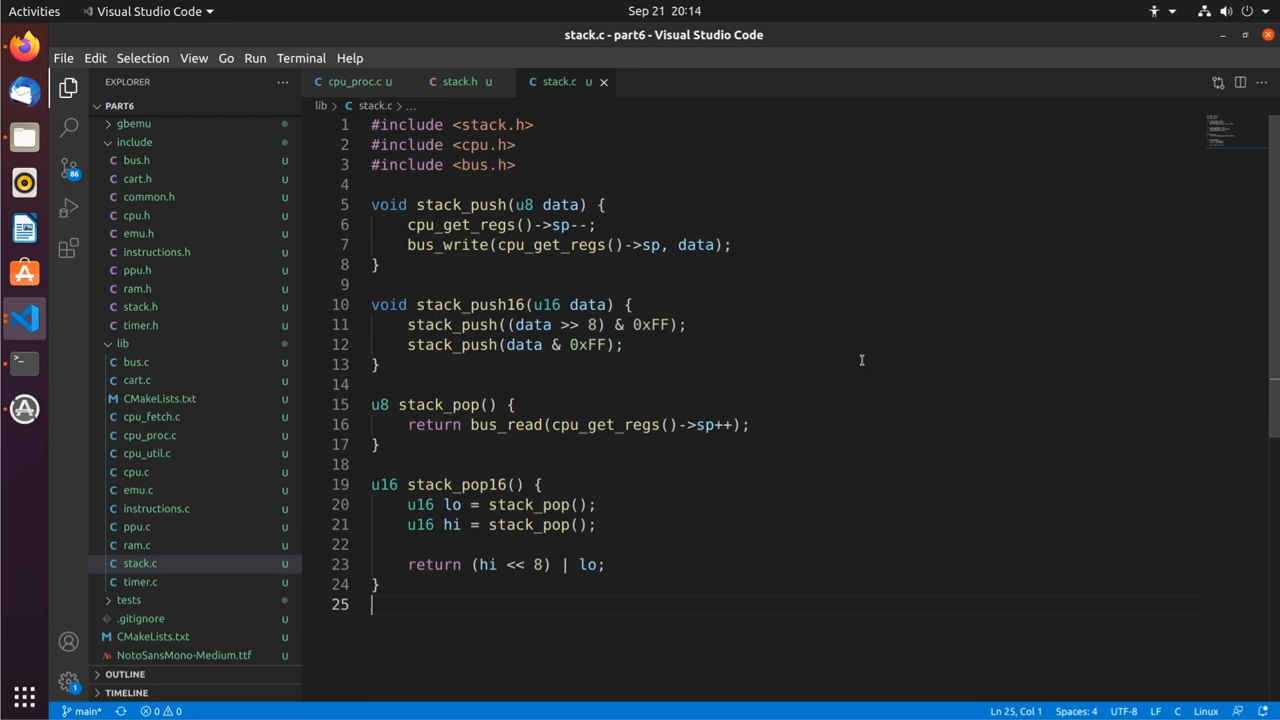 Activities
Visual Studio Code
Sep 21 20:14
stack.c - part6 - Visual Studio Code
File Edit Selection View Go Run Terminal Help
EXPLORER
PART6
gbemu
include
C bus.h U
C cart.h U
C common.h U
C cpu.h U
C emu.h U
C instructions.h U
C ppu.h U
C ram.h U
C stack.h U
C timer.h U
lib
C bus.c U
C cart.c U
CMakeLists.txt U
C cpu_fetch.c U
C cpu_proc.c U
C cpu_util.c U
C cpu.c U
C emu.c U
C instructions.c U
C ppu.c U
C ram.c U
C stack.c U
C timer.c U
tests
.gitignore U
CMakeLists.txt U
NotoSansMono-Medium.ttf U
OUTLINE
TIMELINE
86
1
C cpu_proc.c U
C stack.h U
C stack.c U
lib > C stack.c > ...
1 #include <stack.h>
2 #include <cpu.h>
3 #include <bus.h>
4
5 void stack_push(u8 data) {
6 cpu_get_regs()->sp--;
7 bus_write(cpu_get_regs()->sp, data);
8 }
9
10 void stack_push16(u16 data) {
11 stack_push((data >> 8) & 0xFF);
12 stack_push(data & 0xFF);
13 }
14
15 u8 stack_pop() {
16 return bus_read(cpu_get_regs()->sp++);
17 }
18
19 u16 stack_pop16() {
20 u16 lo = stack_pop();
21 u16 hi = stack_pop();
22
23 return (hi << 8) | lo;
24 }
25
main* 0 0
Ln 25, Col 1 Spaces: 4 UTF-8 LF C Linux